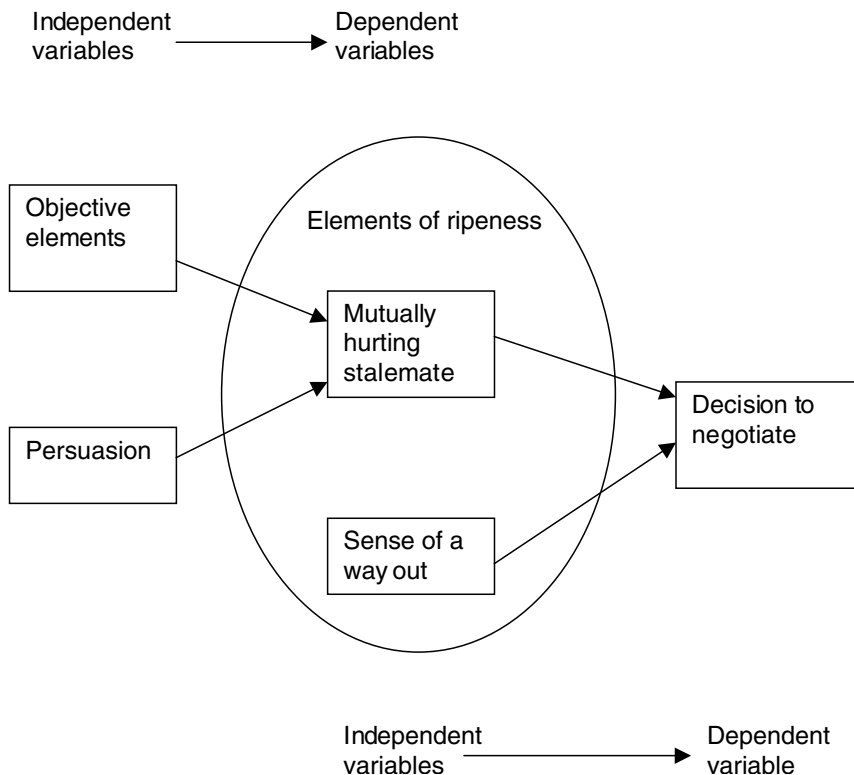 Independent
variables
Dependent
variables
Objective
elements
Elements of ripeness
Mutually
hurting
stalemate
Persuasion
Decision to
negotiate
Sense of a
way out
Independent
variables
Dependent
variable